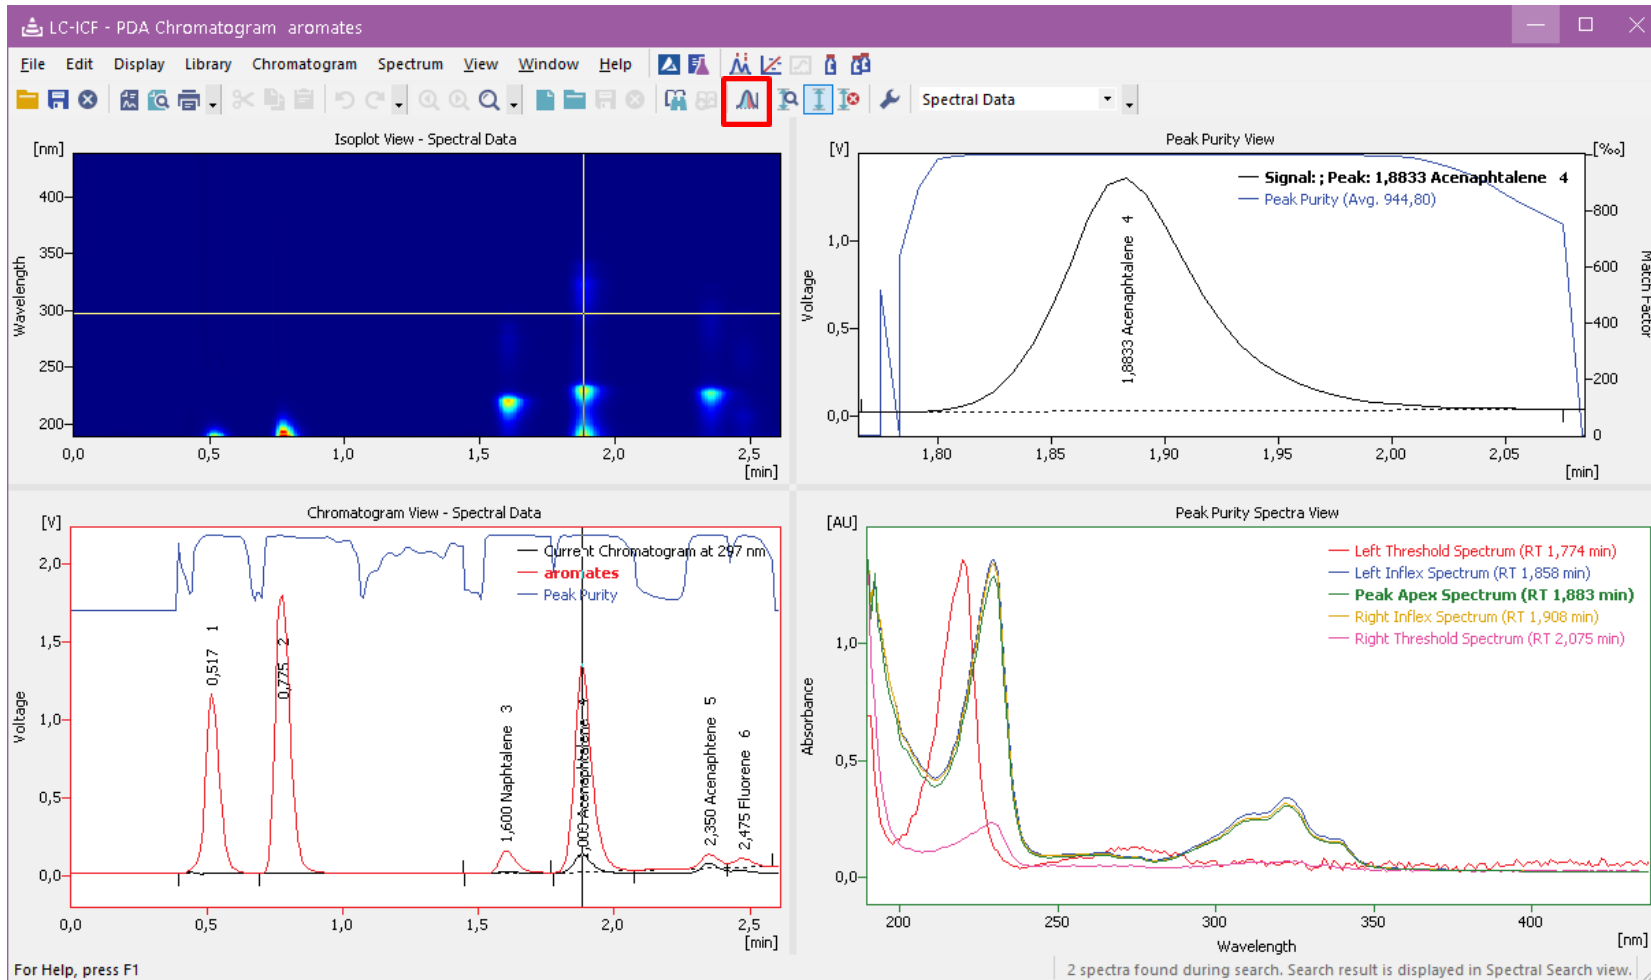 LC-ICF - PDA Chromatogram aromates
File Edit Display Library Chromatogram Spectrum View Window Help
Spectral Data
Isoplot View - Spectral Data
[nm]
400
350
300
250
200
Wavelength
0,0 0,5 1,0 1,5 2,0 2,5
[min]
Peak Purity View
[V]
[‰]
Signal: ; Peak: 1,8833 Acenaphtalene 4
Peak Purity (Avg. 944,80)
1,0
0,5
0,0
Voltage
1,8833 Acenaphtalene 4
800
600
400
200
0
Match Factor
1,80 1,85 1,90 1,95 2,00 2,05
[min]
Chromatogram View - Spectral Data
[V]
Current Chromatogram at 297 nm
aromates
Peak Purity
2,0
1,5
1,0
0,5
0,0
Voltage
0,517 1
0,775 2
1,600 Naphtalene 3
Acenaphtalene 4
2,350 Acenaphtene 5
2,475 Fluorene 6
0,0 0,5 1,0 1,5 2,0 2,5
[min]
Peak Purity Spectra View
[AU]
Left Threshold Spectrum (RT 1,774 min)
Left Inflex Spectrum (RT 1,858 min)
Peak Apex Spectrum (RT 1,883 min)
Right Inflex Spectrum (RT 1,908 min)
Right Threshold Spectrum (RT 2,075 min)
1,0
0,5
0,0
Absorbance
200 250 300 350 400
[nm]
Wavelength
For Help, press F1
2 spectra found during search. Search result is displayed in Spectral Search view.